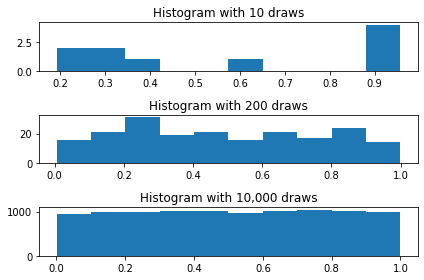 Histogram with 10 draws
2.5
0.0
0.2 0.3 0.4 0.5 0.6 0.7 0.8 0.9
Histogram with 200 draws
20
0
0.0 0.2 0.4 0.6 0.8 1.0
Histogram with 10,000 draws
1000
0
0.0 0.2 0.4 0.6 0.8 1.0